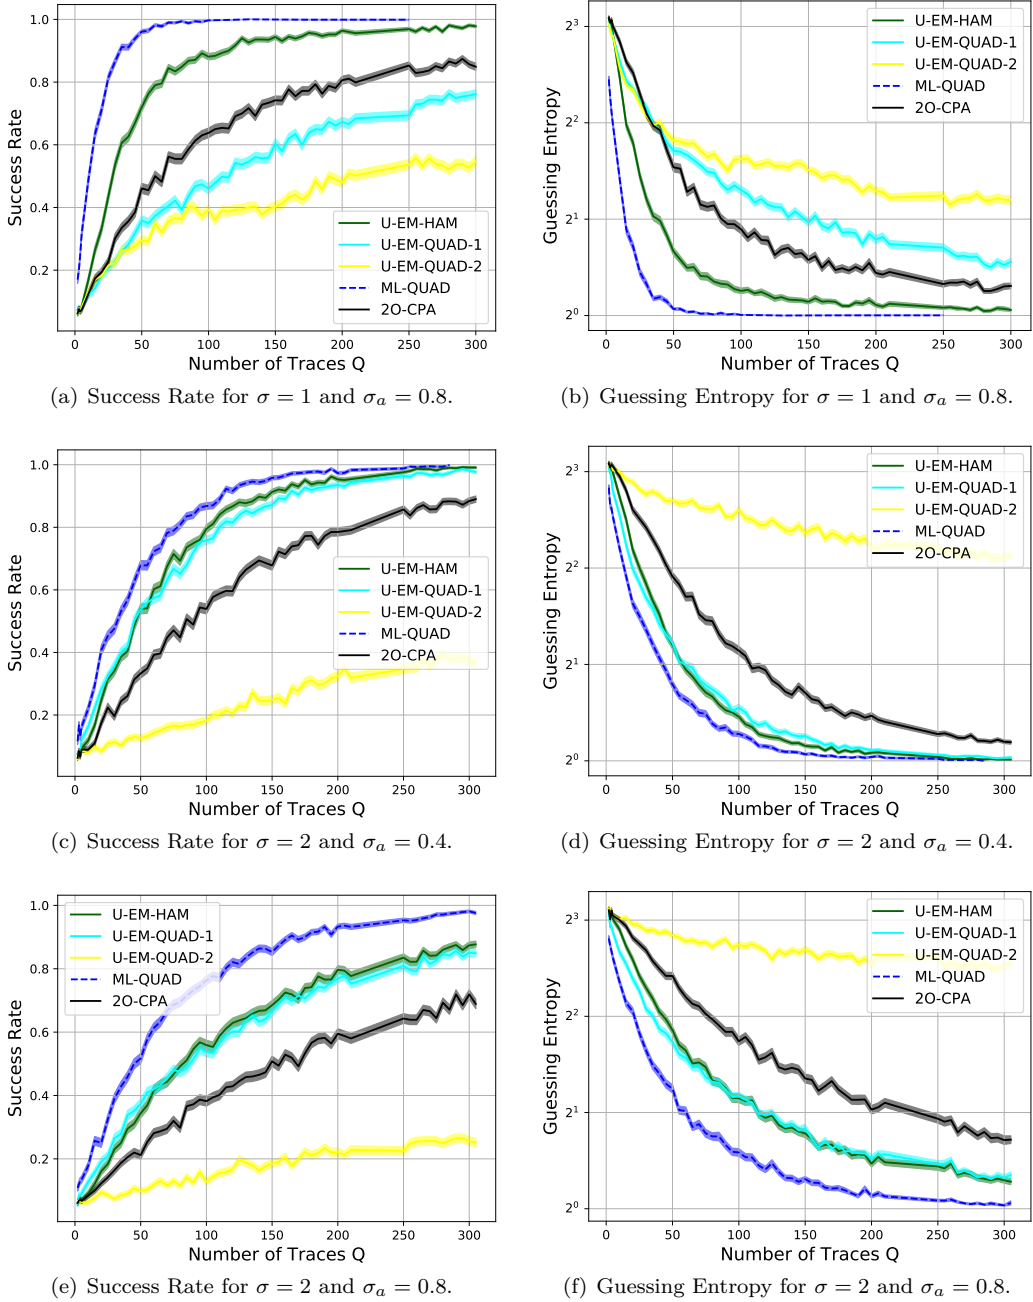 Success Rate
1.0
0.8
0.6
0.4
0.2
U-EM-HAM
U-EM-QUAD-1
U-EM-QUAD-2
ML-QUAD
2O-CPA
0 50 100 150 200 250 300
Number of Traces Q
(a) Success Rate for σ = 1 and σₐ = 0.8.
Guessing Entropy
2³
2²
2¹
2⁰
U-EM-HAM
U-EM-QUAD-1
U-EM-QUAD-2
ML-QUAD
2O-CPA
0 50 100 150 200 250 300
Number of Traces Q
(b) Guessing Entropy for σ = 1 and σₐ = 0.8.
Success Rate
1.0
0.8
0.6
0.4
0.2
U-EM-HAM
U-EM-QUAD-1
U-EM-QUAD-2
ML-QUAD
2O-CPA
0 50 100 150 200 250 300
Number of Traces Q
(c) Success Rate for σ = 2 and σₐ = 0.4.
Guessing Entropy
2³
2²
2¹
2⁰
U-EM-HAM
U-EM-QUAD-1
U-EM-QUAD-2
ML-QUAD
2O-CPA
0 50 100 150 200 250 300
Number of Traces Q
(d) Guessing Entropy for σ = 2 and σₐ = 0.4.
Success Rate
1.0
0.8
0.6
0.4
0.2
U-EM-HAM
U-EM-QUAD-1
U-EM-QUAD-2
ML-QUAD
2O-CPA
0 50 100 150 200 250 300
Number of Traces Q
(e) Success Rate for σ = 2 and σₐ = 0.8.
Guessing Entropy
2³
2²
2¹
2⁰
U-EM-HAM
U-EM-QUAD-1
U-EM-QUAD-2
ML-QUAD
2O-CPA
0 50 100 150 200 250 300
Number of Traces Q
(f) Guessing Entropy for σ = 2 and σₐ = 0.8.